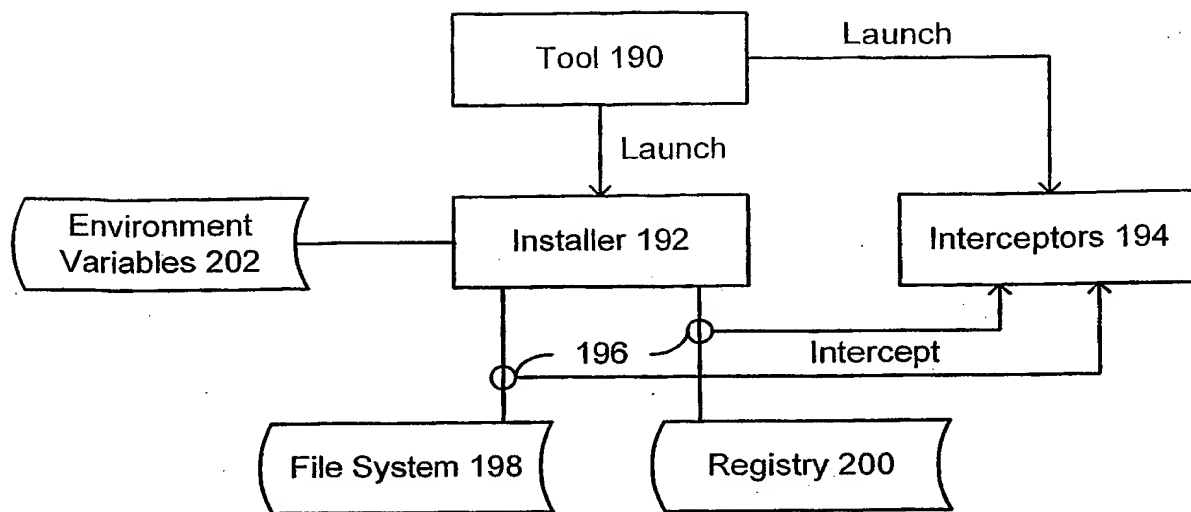 Tool 190
Launch
Launch
Environment
Variables 202
Installer 192
Interceptors 194
196
Intercept
File System 198
Registry 200